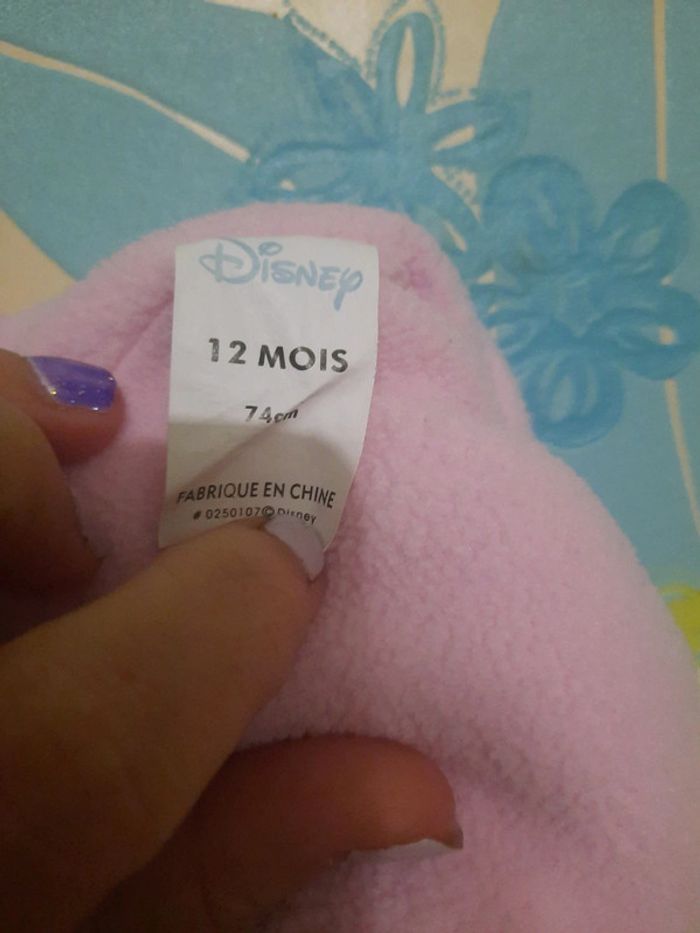 Disney
12 MOIS
74cm
FABRIQUE EN CHINE
# 0250107 © Disney